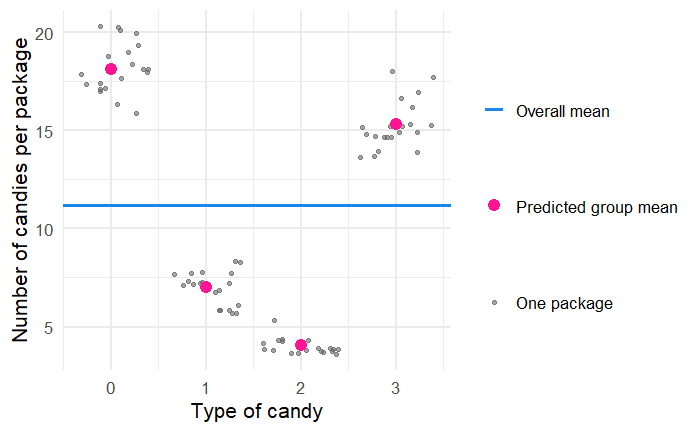 Number of candies per package
20
15
10
5
0 1 2 3
Type of candy
Overall mean
Predicted group mean
One package